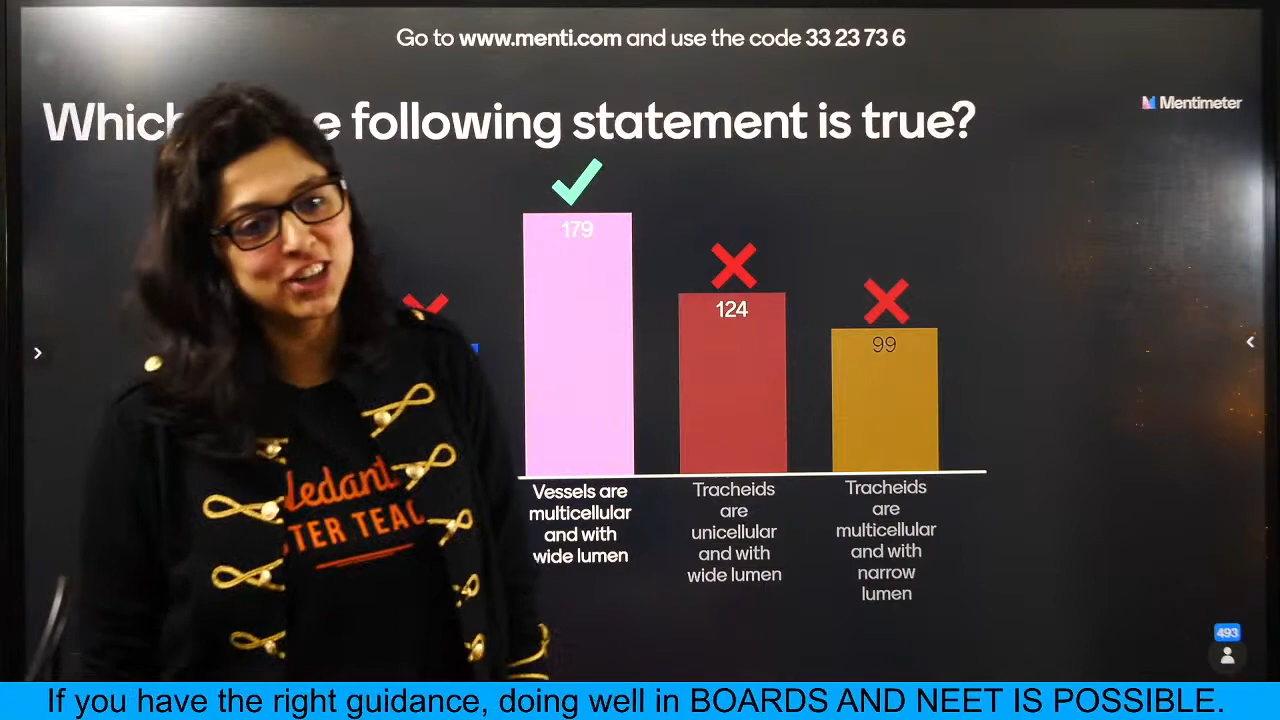 Go to www.menti.com and use the code 33 23 73 6
Mentimeter
following statement is true?
179
124
99
Vessels are
multicellular
and with
wide lumen
Tracheids
are
unicellular
and with
wide lumen
Tracheids
are
multicellular
and with
narrow
lumen
493
If you have the right guidance, doing well in BOARDS AND NEET IS POSSIBLE.